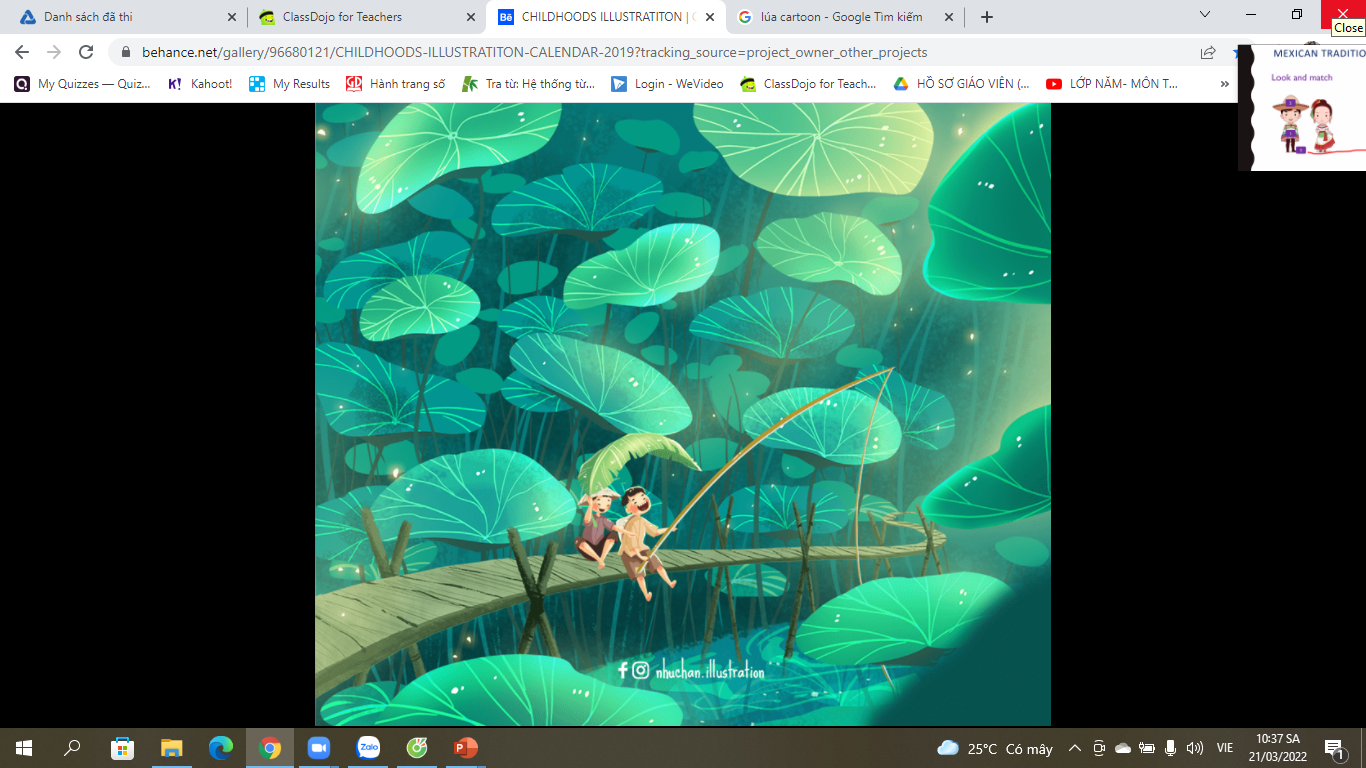 Danh sách đã thi
ClassDojo for Teachers
Bē CHILDHOODS ILLUSTRATITON |
lúa cartoon - Google Tìm kiếm
Close
behance.net/gallery/96680121/CHILDHOODS-ILLUSTRATITON-CALENDAR-2019?tracking_source=project_owner_other_projects
My Quizzes — Quiz...
K! Kahoot!
My Results
Hành trang số
Tra từ: Hệ thống từ...
Login - WeVideo
ClassDojo for Teach...
HỒ SƠ GIÁO VIÊN (...
LỚP NĂM- MÔN T...
»
MEXICAN TRADITIO
Look and match
nhuchan.illustration
Zalo
25°C Có mây
VIE
10:37 SA
21/03/2022
1